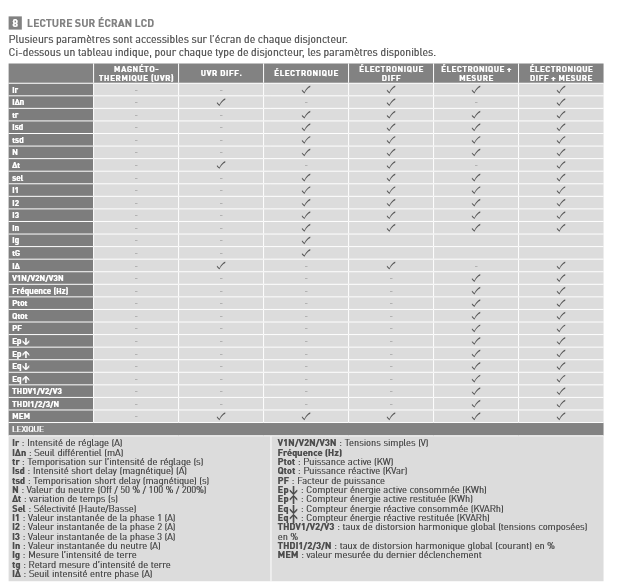 8 LECTURE SUR ÉCRAN LCD
Plusieurs paramètres sont accessibles sur l'écran de chaque disjoncteur.
Ci-dessous un tableau indique, pour chaque type de disjoncteur, les paramètres disponibles.
MAGNÉTO-THERMIQUE (UVR) UVR DIFF. ÉLECTRONIQUE ÉLECTRONIQUE DIFF ÉLECTRONIQUE + MESURE ÉLECTRONIQUE DIFF + MESURE
Ir - - ✓ ✓ ✓ ✓
IΔn - ✓ - ✓ - ✓
tr - - ✓ ✓ ✓ ✓
Isd - - ✓ ✓ ✓ ✓
tsd - - ✓ ✓ ✓ ✓
N - - ✓ ✓ ✓ ✓
Δt - ✓ - ✓ - ✓
sel - - ✓ ✓ ✓ ✓
I1 - - ✓ ✓ ✓ ✓
I2 - - ✓ ✓ ✓ ✓
I3 - - ✓ ✓ ✓ ✓
In - - ✓ ✓ ✓ ✓
Ig - - ✓
tG - - ✓
IΔ - ✓ - ✓ ✓
V1N/V2N/V3N - - - - ✓ ✓
Fréquence (Hz) - - - - ✓ ✓
Ptot - - - - ✓ ✓
Qtot - - - - ✓ ✓
PF - - - - ✓ ✓
Ep↓ - - - - ✓ ✓
Ep↑ - - - - ✓ ✓
Eq↓ - - - - ✓ ✓
Eq↑ - - - - ✓ ✓
THDV1/V2/V3 - - - - ✓ ✓
THDI1/2/3/N - - - - ✓ ✓
MEM - ✓ ✓ ✓ ✓ ✓
LEXIQUE
Ir : Intensité de réglage (A)
IΔn : Seuil différentiel (mA)
tr : Temporisation sur l'intensité de réglage (s)
Isd : Intensité short delay (magnétique) (A)
tsd : Temporisation short delay (magnétique) (s)
N : Valeur du neutre (Off / 50 % / 100 % / 200%)
Δt : variation de temps (s)
Sel : Sélectivité (Haute/Basse)
I1 : Valeur instantanée de la phase 1 (A)
I2 : Valeur instantanée de la phase 2 (A)
I3 : Valeur instantanée de la phase 3 (A)
In : Valeur instantanée du neutre (A)
Ig : Mesure l'intensité de terre
tg : Retard mesure d'intensité de terre
IΔ : Seuil intensité entre phase (A)
V1N/V2N/V3N : Tensions simples (V)
Fréquence (Hz)
Ptot : Puissance active (KW)
Qtot : Puissance réactive (KVar)
PF : Facteur de puissance
Ep↓ : Compteur énergie active consommée (KWh)
Ep↑ : Compteur énergie active restituée (KWh)
Eq↓ : Compteur énergie réactive consommée (KVARh)
Eq↑ : Compteur énergie réactive restituée (KVARh)
THDV1/V2/V3 : taux de distorsion harmonique global (tensions composées)
en %
THDI1/2/3/N : taux de distorsion harmonique global (courant) en %
MEM : valeur mesurée du dernier déclenchement